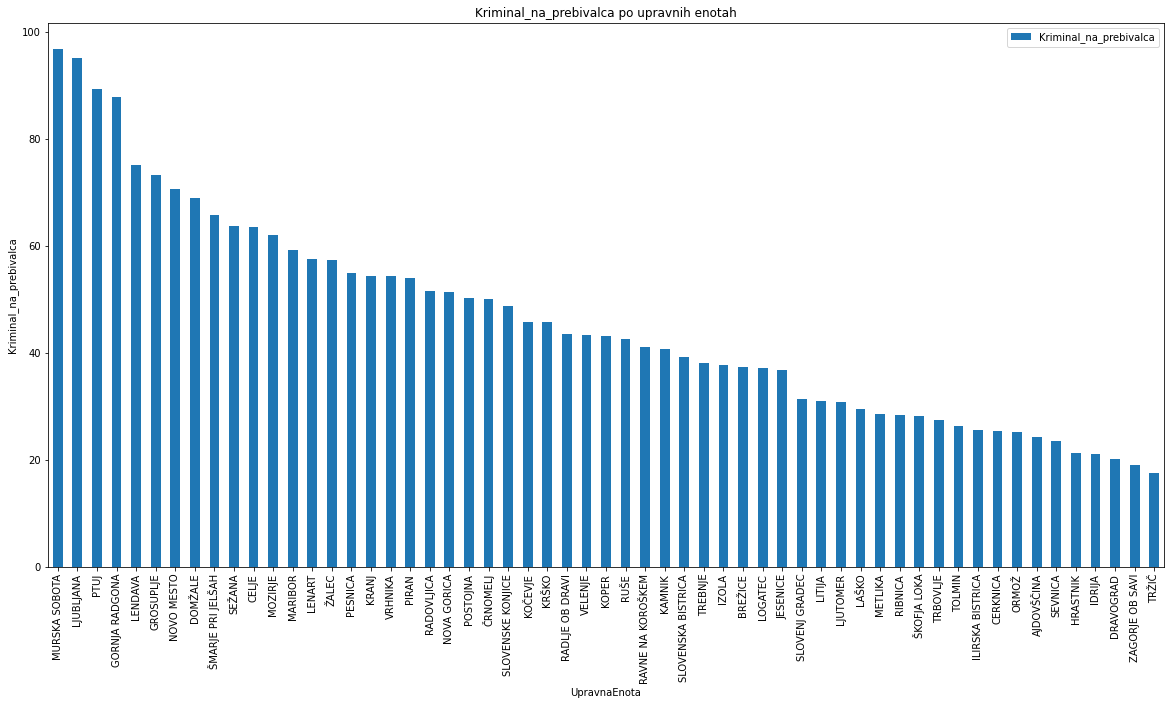 Kriminal_na_prebivalca po upravnih enotah
Kriminal_na_prebivalca
Kriminal_na_prebivalca
100
80
60
40
20
0
MURSKA SOBOTA
LJUBLJANA
PTUJ
GORNJA RADGONA
LENDAVA
GROSUPLJE
NOVO MESTO
DOMŽALE
ŠMARJE PRI JELŠAH
SEŽANA
CELJE
MOZIRJE
MARIBOR
LENART
ŽALEC
PESNICA
KRANJ
VRHNIKA
PIRAN
RADOVLJICA
NOVA GORICA
POSTOJNA
ČRNOMELJ
SLOVENSKE KONJICE
KOČEVJE
KRŠKO
RADLJE OB DRAVI
VELENJE
KOPER
RUŠE
RAVNE NA KOROŠKEM
KAMNIK
SLOVENSKA BISTRICA
TREBNJE
IZOLA
BREŽICE
LOGATEC
JESENICE
SLOVENJ GRADEC
LITIJA
LJUTOMER
LAŠKO
METLIKA
RIBNICA
ŠKOFJA LOKA
TRBOVLJE
TOLMIN
ILIRSKA BISTRICA
CERKNICA
ORMOŽ
AJDOVŠČINA
SEVNICA
HRASTNIK
IDRIJA
DRAVOGRAD
ZAGORJE OB SAVI
TRŽIČ
UpravnaEnota